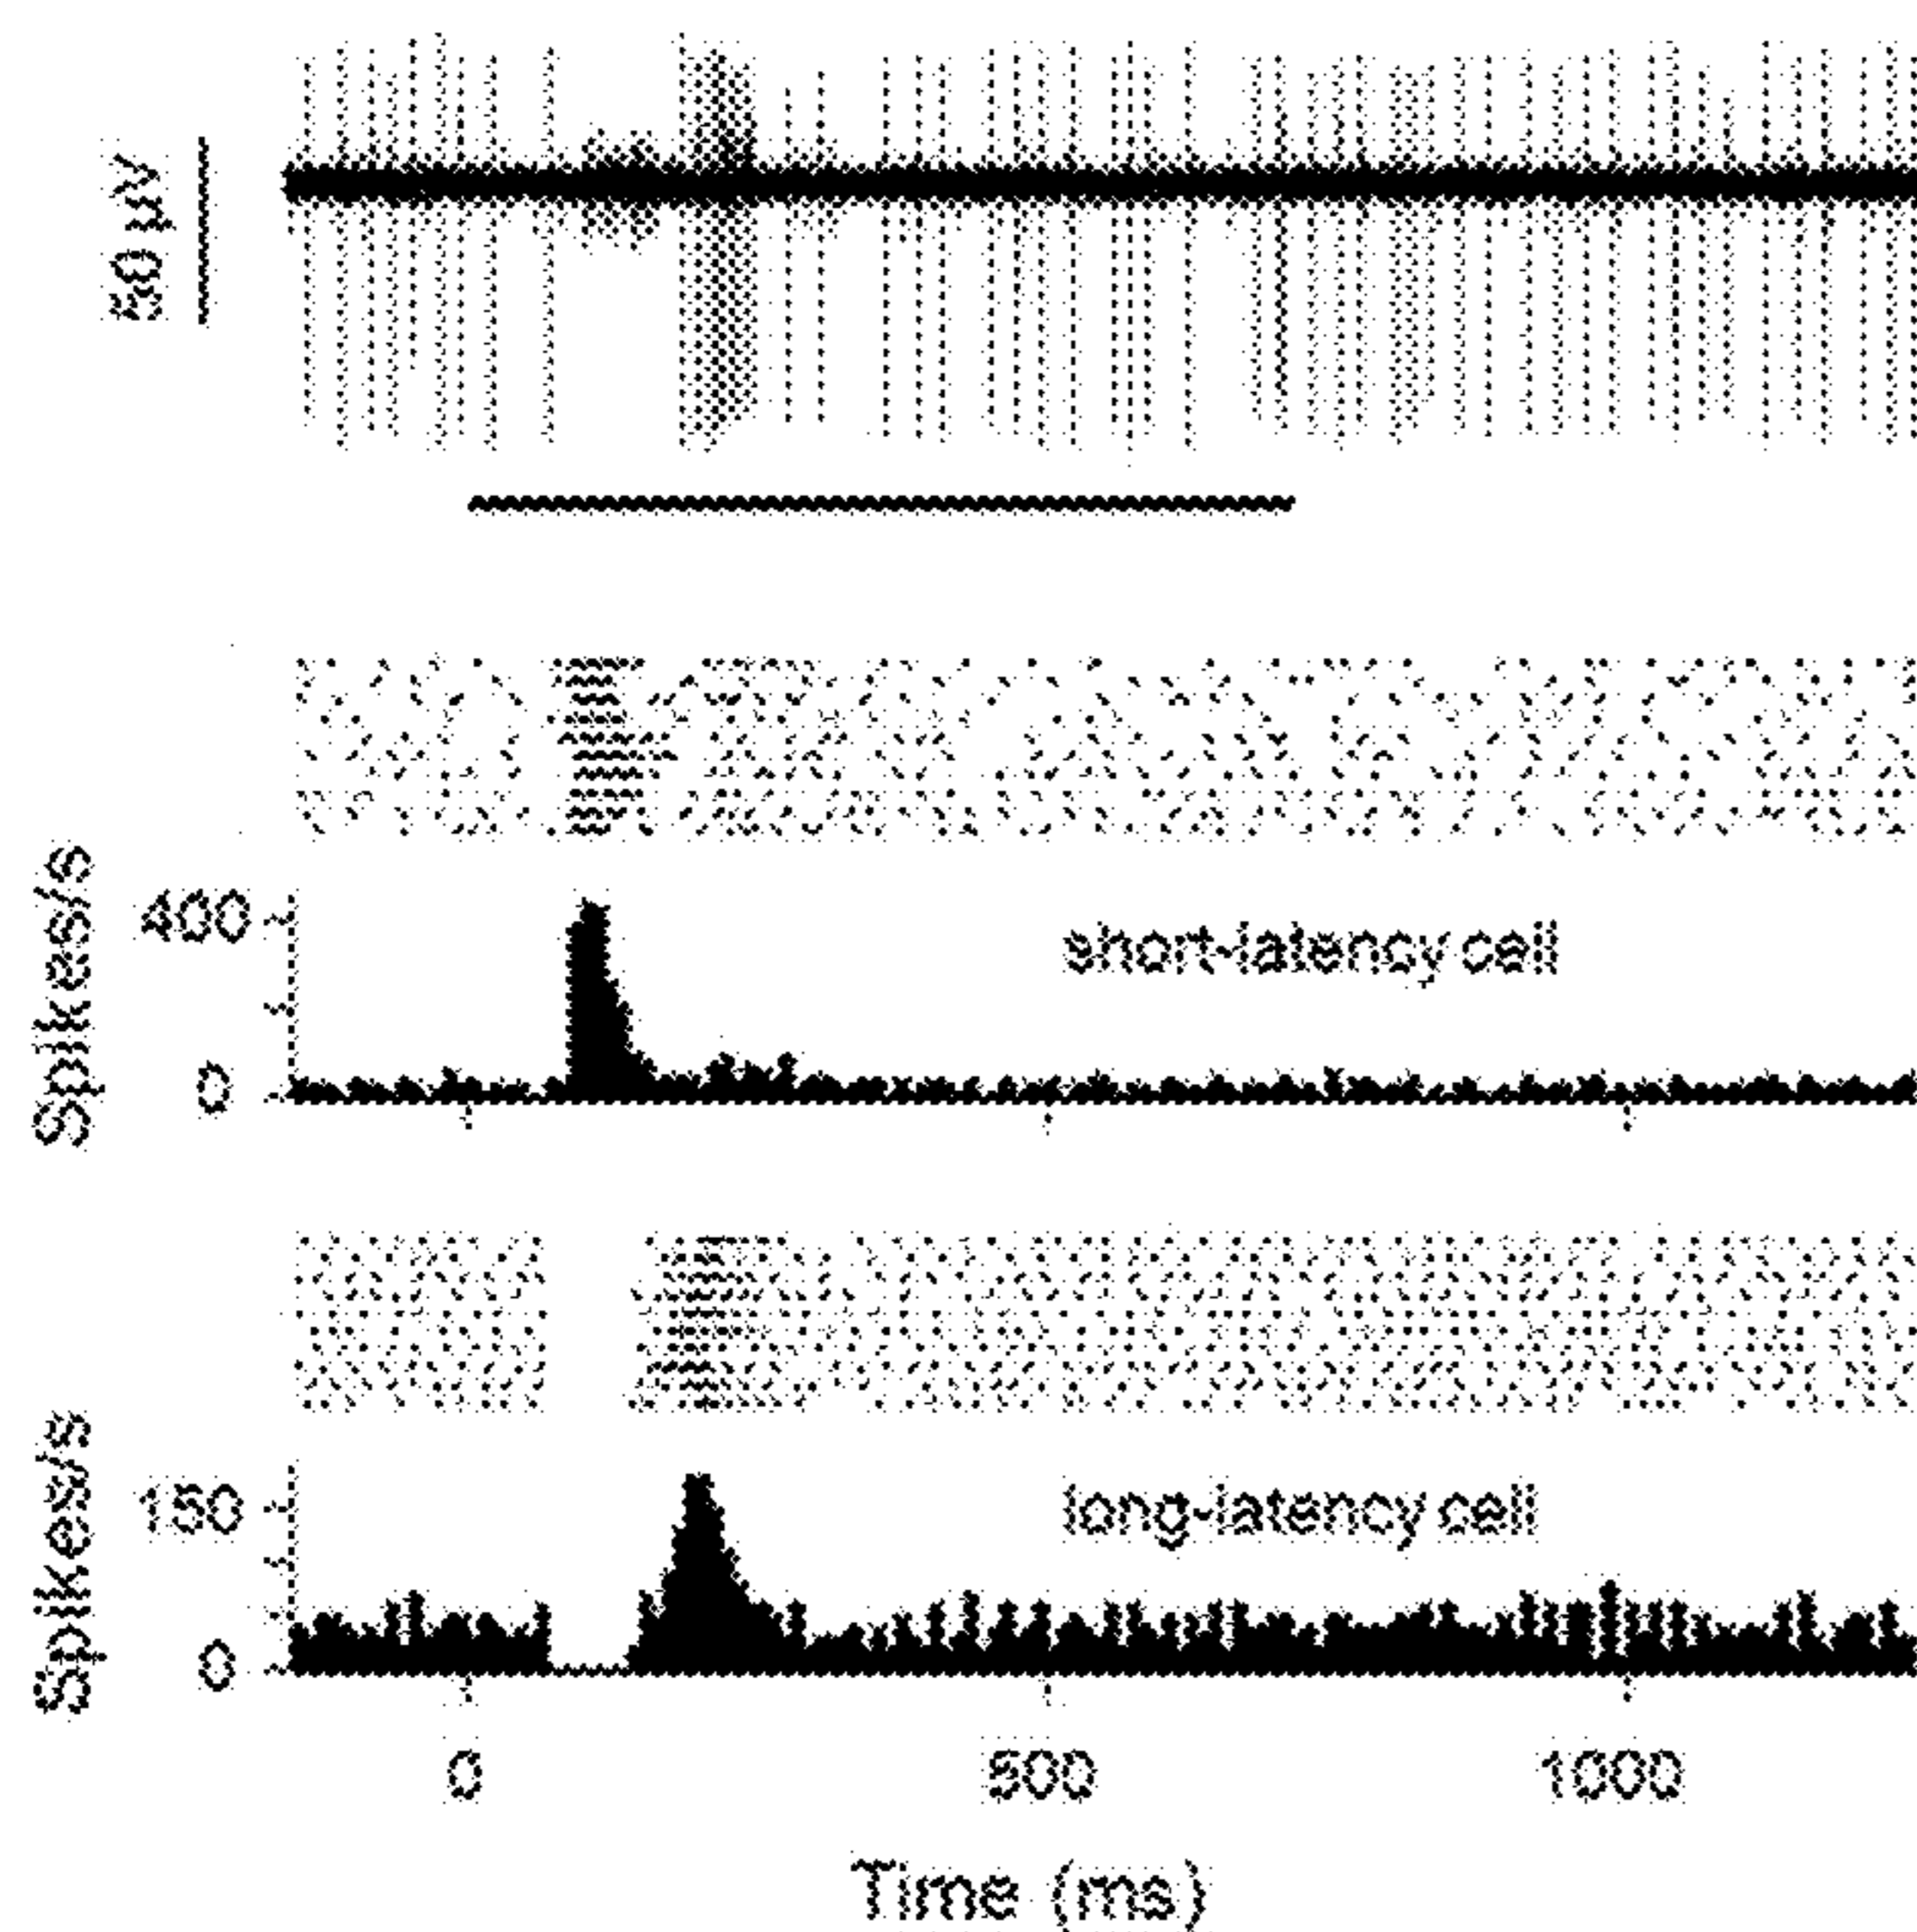 50 µV
Spikes/s
400
0
short-latency cell
Spikes/s
150
0
long-latency cell
0 500 1000
Time (ms)